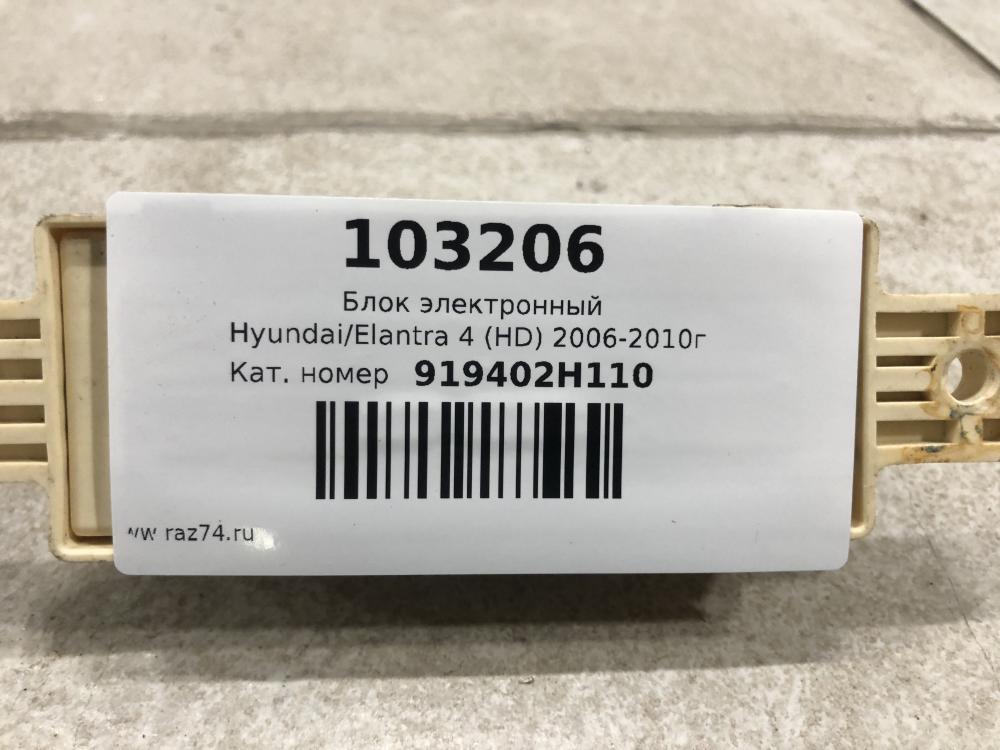 103206
Блок электронный
Hyundai/Elantra 4 (HD) 2006-2010г
Кат. номер 919402H110
raz74.ru